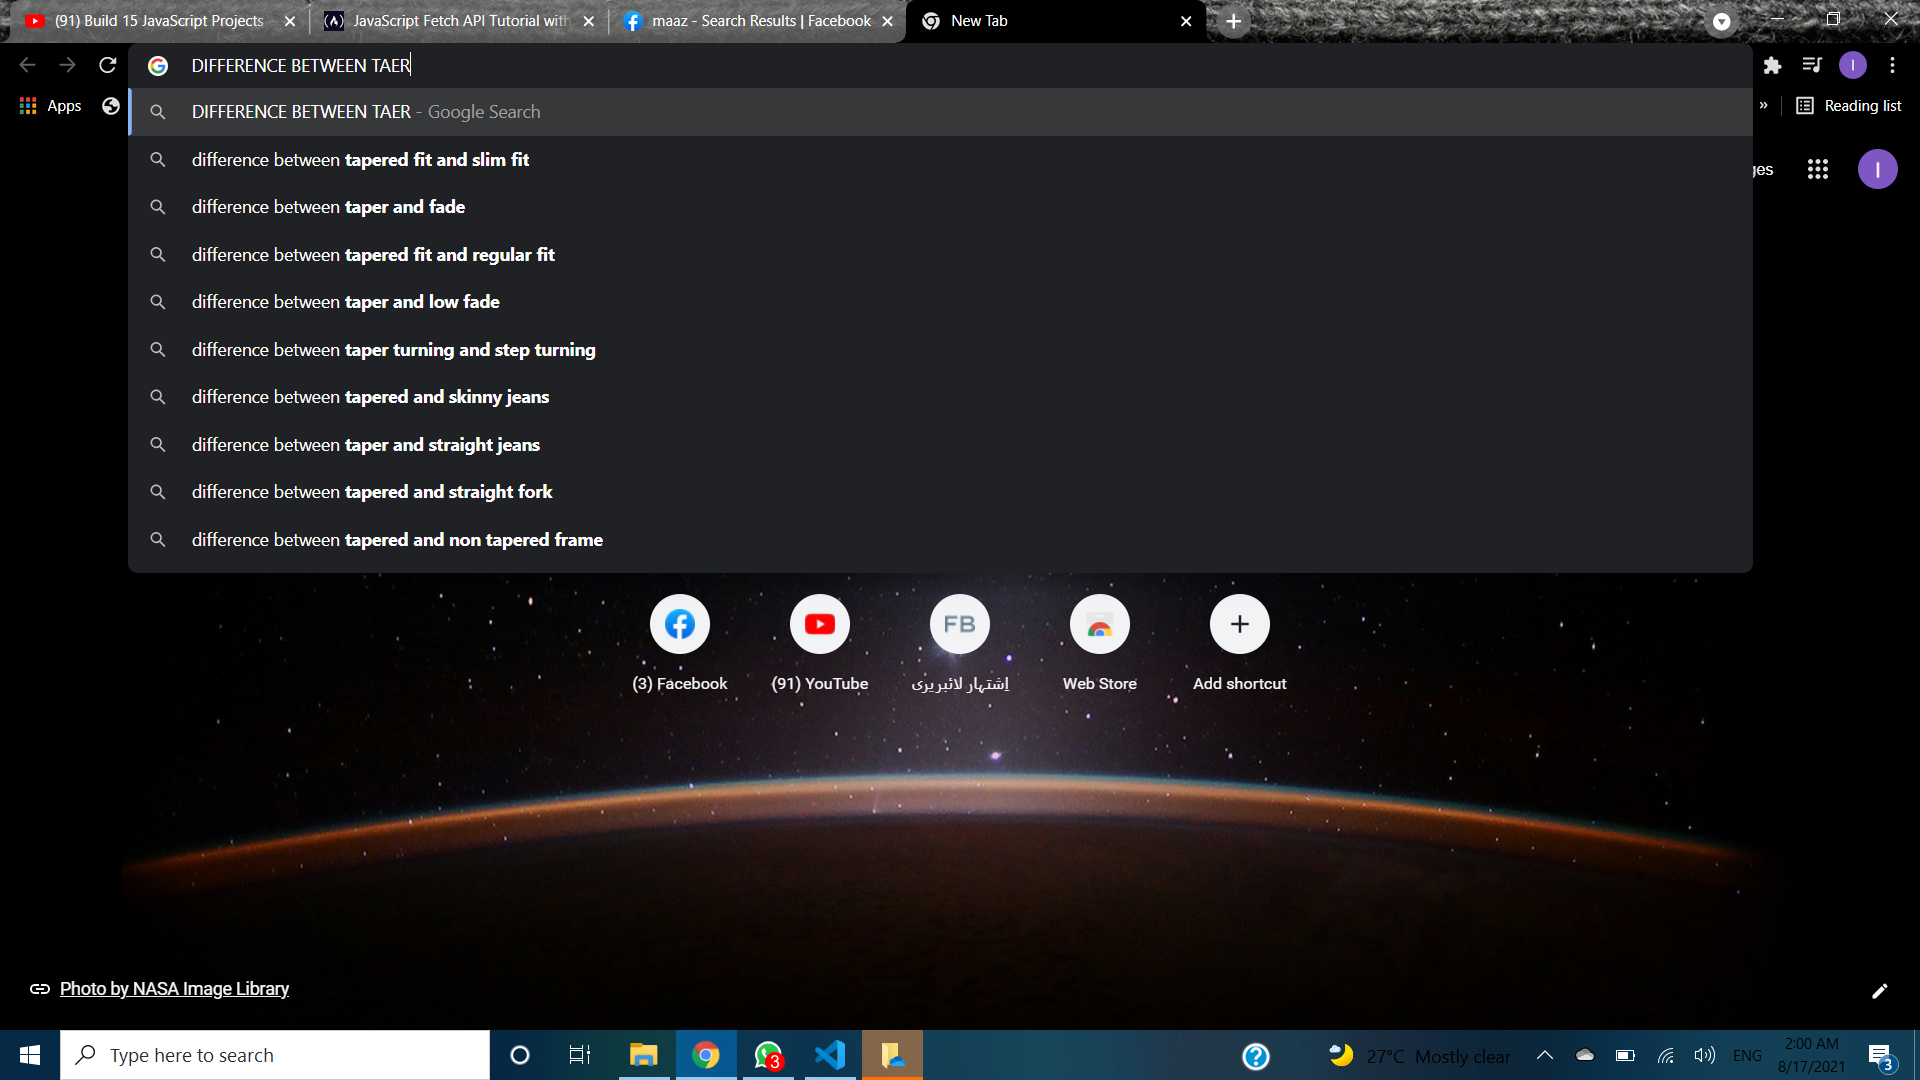 (91) Build 15 JavaScript Projects
JavaScript Fetch API Tutorial with
maaz - Search Results | Facebook
New Tab
DIFFERENCE BETWEEN TAER
I
Apps
»
Reading list
DIFFERENCE BETWEEN TAER - Google Search
difference between tapered fit and slim fit
ges
I
difference between taper and fade
difference between tapered fit and regular fit
difference between taper and low fade
difference between taper turning and step turning
difference between tapered and skinny jeans
difference between taper and straight jeans
difference between tapered and straight fork
difference between tapered and non tapered frame
FB
(3) Facebook
(91) YouTube
اِشتہار لائبریری
Web Store
Add shortcut
Photo by NASA Image Library
Type here to search
3
27°C Mostly clear
ENG
2:00 AM
8/17/2021
3